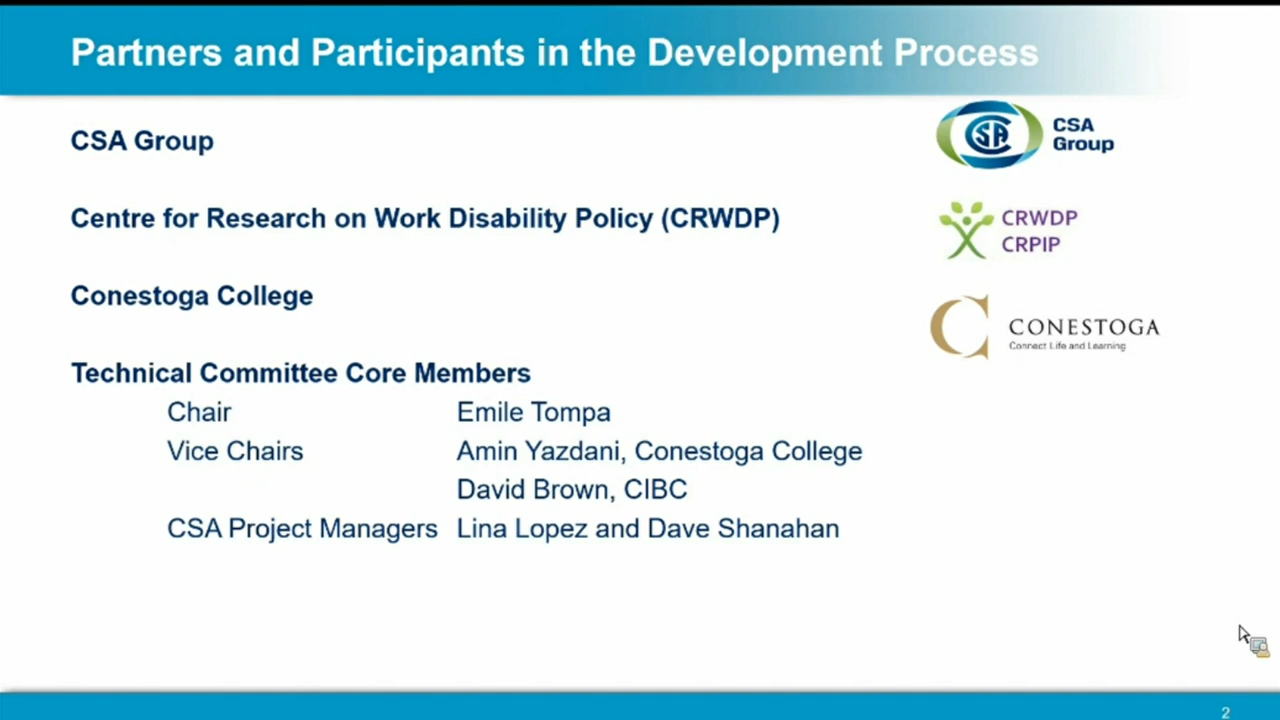 Partners and Participants in the Development Process
CSA Group
CSA
CSA
Group
Centre for Research on Work Disability Policy (CRWDP)
CRWDP
CRPIP
Conestoga College
CONESTOGA
Connect Life and Learning
Technical Committee Core Members
Chair Emile Tompa
Vice Chairs Amin Yazdani, Conestoga College
David Brown, CIBC
CSA Project Managers Lina Lopez and Dave Shanahan
2